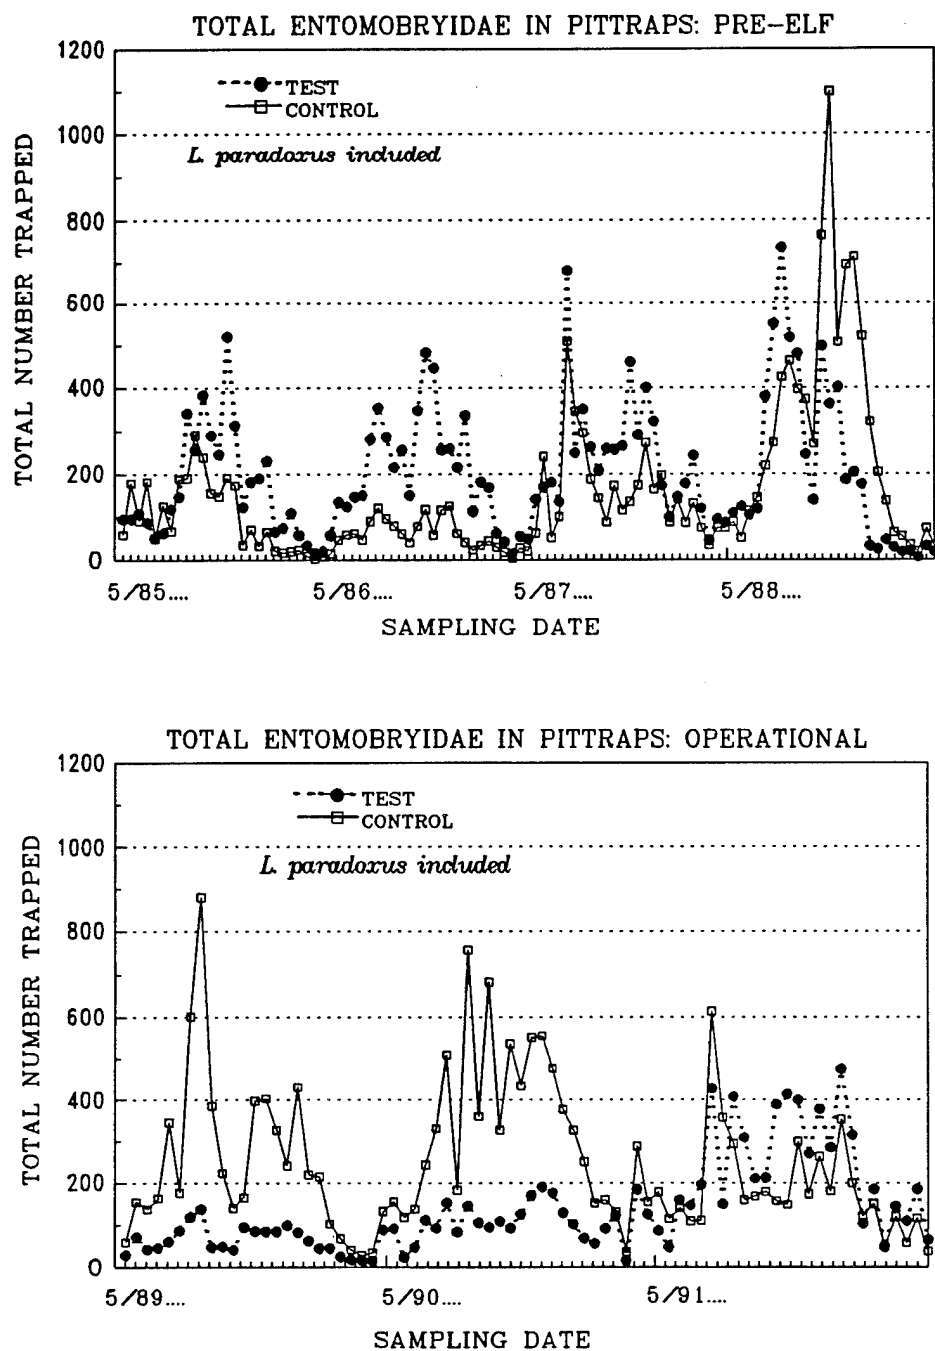 TOTAL ENTOMOBRYIDAE IN PITTRAPS: PRE-ELF
1200
1000
800
600
400
200
0
TOTAL NUMBER TRAPPED
TEST
CONTROL
L. paradoxus included
5/85.... 5/86.... 5/87.... 5/88....
SAMPLING DATE
TOTAL ENTOMOBRYIDAE IN PITTRAPS: OPERATIONAL
1200
1000
800
600
400
200
0
TOTAL NUMBER TRAPPED
TEST
CONTROL
L. paradoxus included
5/89.... 5/90.... 5/91....
SAMPLING DATE